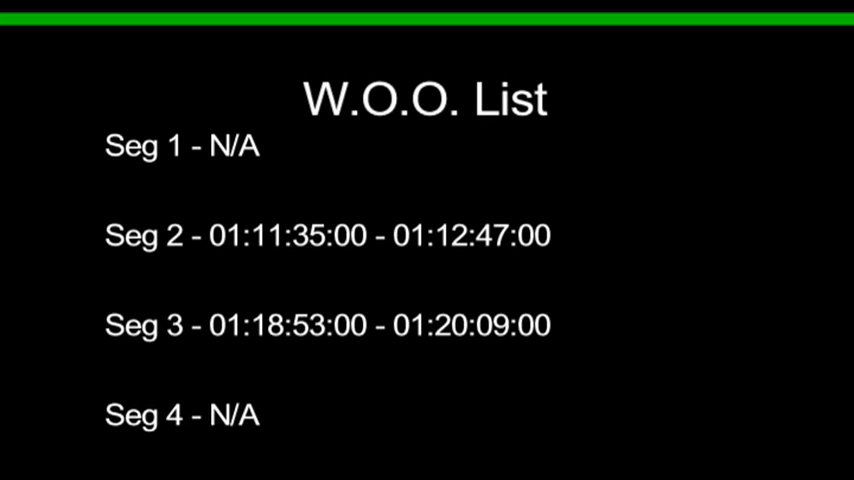 W.O.O. List
Seg 1 - N/A
Seg 2 - 01:11:35:00 - 01:12:47:00
Seg 3 - 01:18:53:00 - 01:20:09:00
Seg 4 - N/A